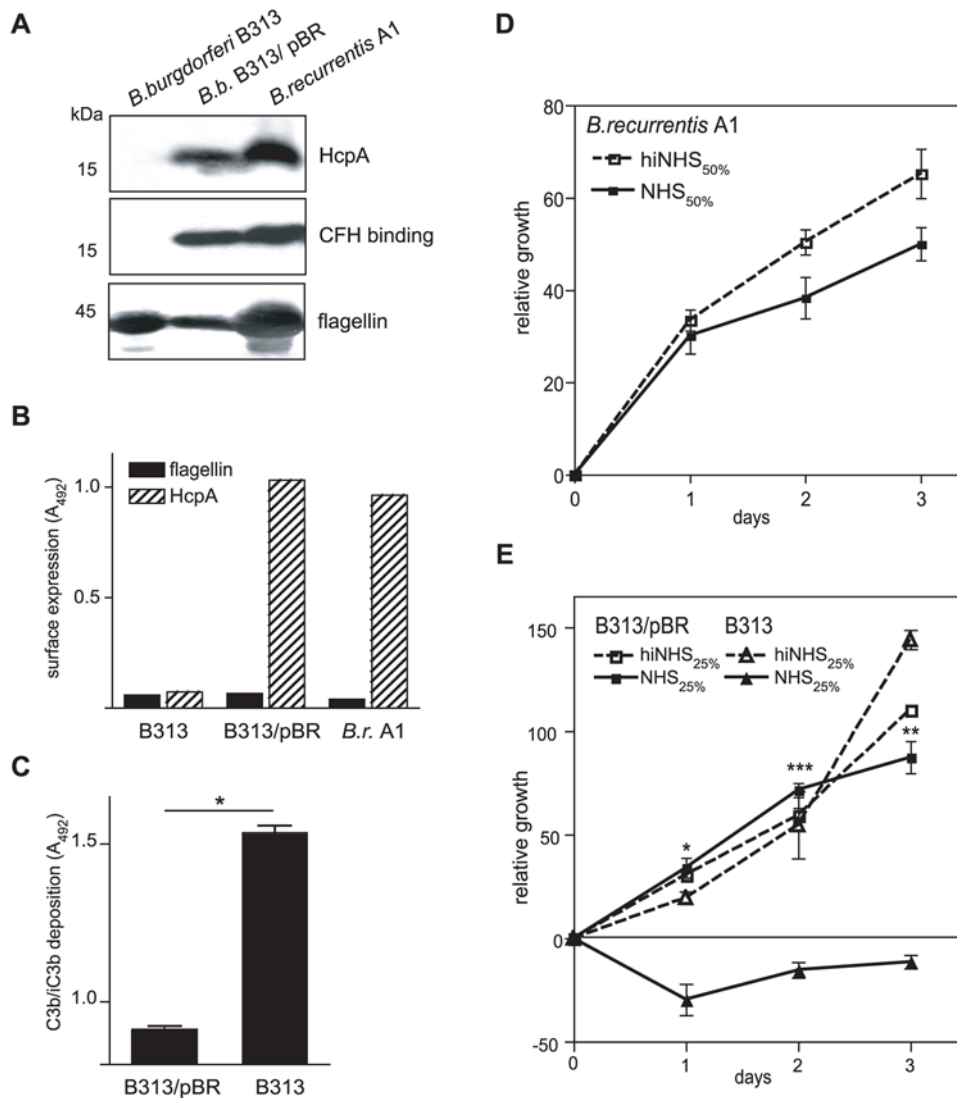 A
B.burgdorferi B313
B.b. B313/ pBR
B.recurrentis A1
kDa
15
HcpA
15
CFH binding
45
flagellin
B
flagellin
HcpA
surface expression (A492)
1.0
0.5
B313
B313/pBR
B.r. A1
C
*
C3b/iC3b deposition (A492)
1.5
1.0
B313/pBR
B313
D
B.recurrentis A1
hiNHS50%
NHS50%
relative growth
80
60
40
20
0
0 1 2 3
days
E
B313/pBR B313
hiNHS25% hiNHS25%
NHS25% NHS25%
relative growth
150
100
50
0
-50
*
***
**
0 1 2 3
days